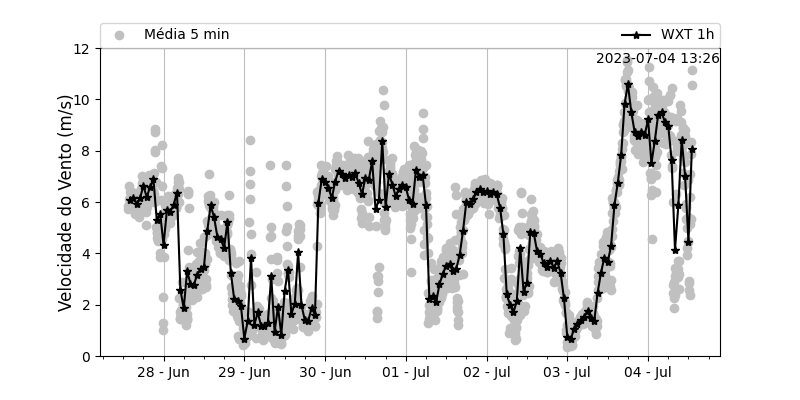 Média 5 min
WXT 1h
2023-07-04 13:26
Velocidade do Vento (m/s)
12
10
8
6
4
2
0
28 - Jun
29 - Jun
30 - Jun
01 - Jul
02 - Jul
03 - Jul
04 - Jul